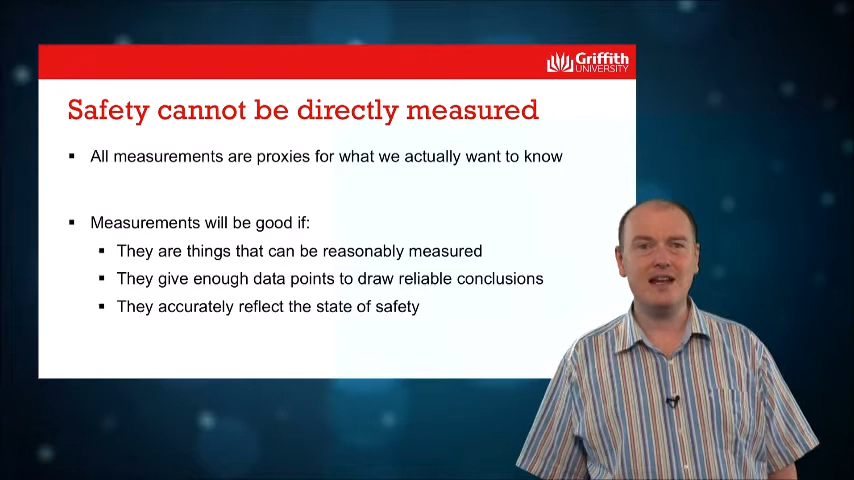 Griffith
UNIVERSITY
Safety cannot be directly measured
▪ All measurements are proxies for what we actually want to know
▪ Measurements will be good if:
▪ They are things that can be reasonably measured
▪ They give enough data points to draw reliable conclusions
▪ They accurately reflect the state of safety